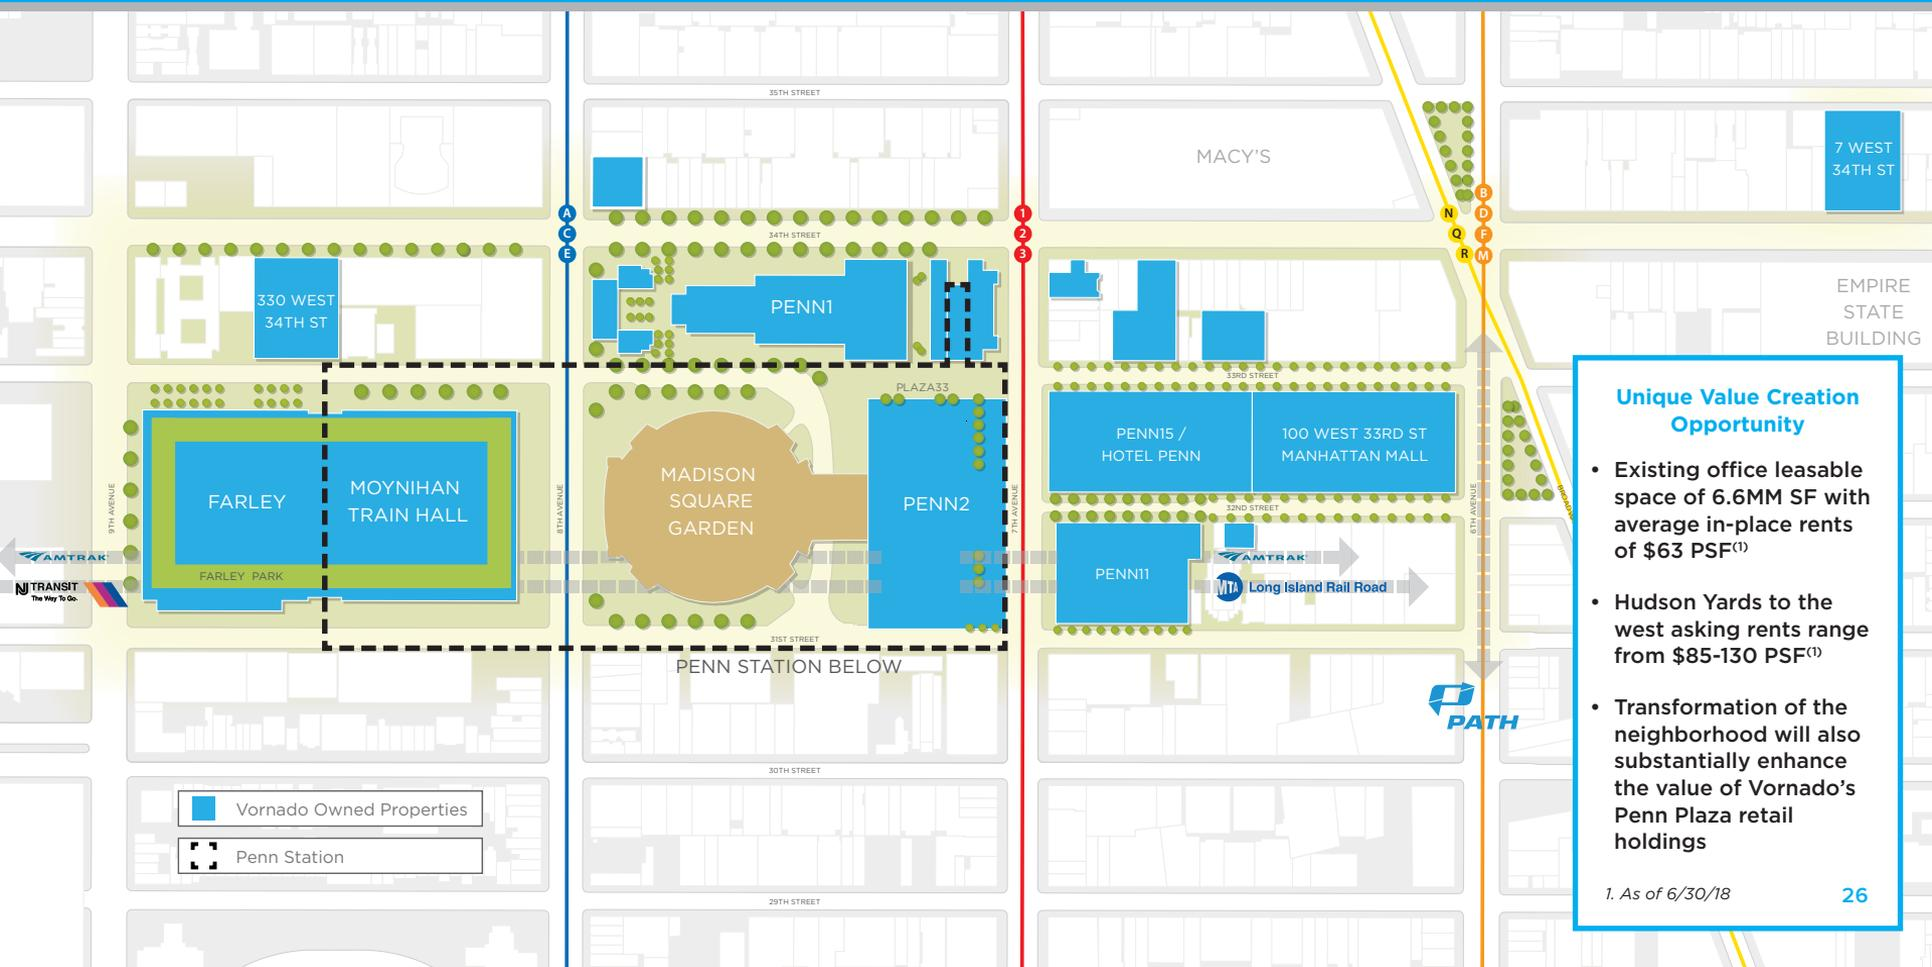 35TH STREET
MACY'S
7 WEST
34TH ST
A
C
E
1
2
3
N
Q
R
B
D
F
M
34TH STREET
330 WEST
34TH ST
PENN1
EMPIRE
STATE
BUILDING
33RD STREET
PLAZA33
9TH AVENUE
FARLEY
MOYNIHAN
TRAIN HALL
FARLEY PARK
8TH AVENUE
MADISON
SQUARE
GARDEN
PENN2
7TH AVENUE
PENN15 /
HOTEL PENN
100 WEST 33RD ST
MANHATTAN MALL
32ND STREET
6TH AVENUE
AMTRAK
NJ TRANSIT
The Way To Go.
PENN11
AMTRAK
MTA Long Island Rail Road
31ST STREET
PENN STATION BELOW
PATH
30TH STREET
29TH STREET
Vornado Owned Properties
Penn Station
Unique Value Creation
Opportunity
• Existing office leasable
space of 6.6MM SF with
average in-place rents
of $63 PSF(1)
• Hudson Yards to the
west asking rents range
from $85-130 PSF(1)
• Transformation of the
neighborhood will also
substantially enhance
the value of Vornado's
Penn Plaza retail
holdings
1. As of 6/30/18
26